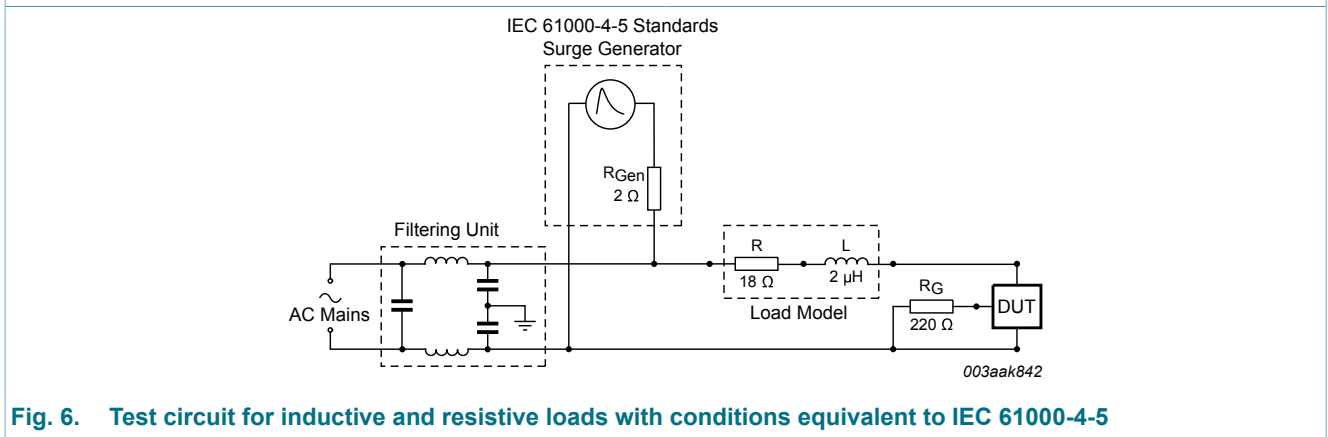 IEC 61000-4-5 Standards
Surge Generator
RGen
2 Ω
Filtering Unit
AC Mains
R
18 Ω
L
2 μH
Load Model
RG
220 Ω
DUT
003aak842
Fig. 6. Test circuit for inductive and resistive loads with conditions equivalent to IEC 61000-4-5